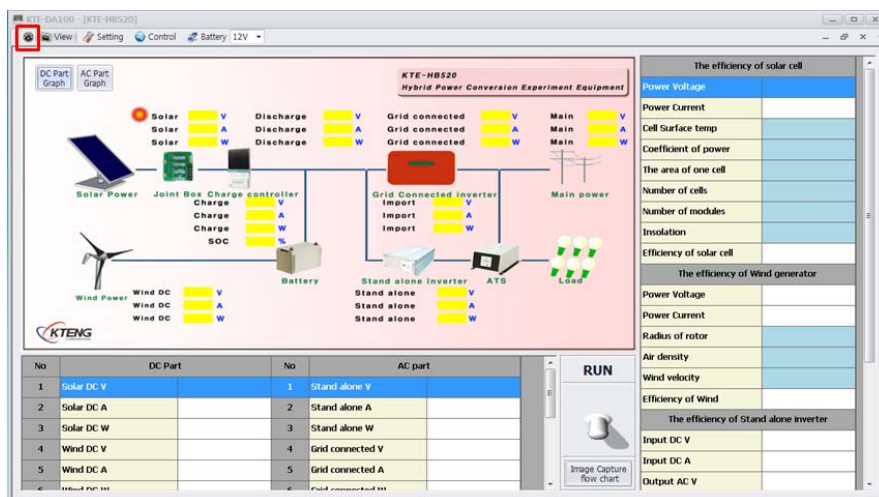 KTE-DA100 - [KTE-HB520]
View Setting Control Battery 12V
DC Part Graph
AC Part Graph
KTE-HB520
Hybrid Power Conversion Experiment Equipment
Solar V Discharge V Grid connected V Main V
Solar A Discharge A Grid connected A Main A
Solar W Discharge W Grid connected W Main W
Solar Power Joint Box Charge controller Grid Connected inverter Main power
Charge V Import V
Charge A Import A
Charge W Import W
SOC %
Battery Stand alone inverter ATS Load
Wind Power
Wind DC V Stand alone V
Wind DC A Stand alone A
Wind DC W Stand alone W
KTENG
No DC Part No AC part
1 Solar DC V 1 Stand alone V
2 Solar DC A 2 Stand alone A
3 Solar DC W 3 Stand alone W
4 Wind DC V 4 Grid connected V
5 Wind DC A 5 Grid connected A
6 Wind DC W 6 Grid connected W
RUN
Image Capture
flow chart
The efficiency of solar cell
Power Voltage
Power Current
Cell Surface temp
Coefficient of power
The area of one cell
Number of cells
Number of modules
Insolation
Efficiency of solar cell
The efficiency of Wind generator
Power Voltage
Power Current
Radius of rotor
Air density
Wind velocity
Efficiency of Wind
The efficiency of Stand alone inverter
Input DC V
Input DC A
Output AC V